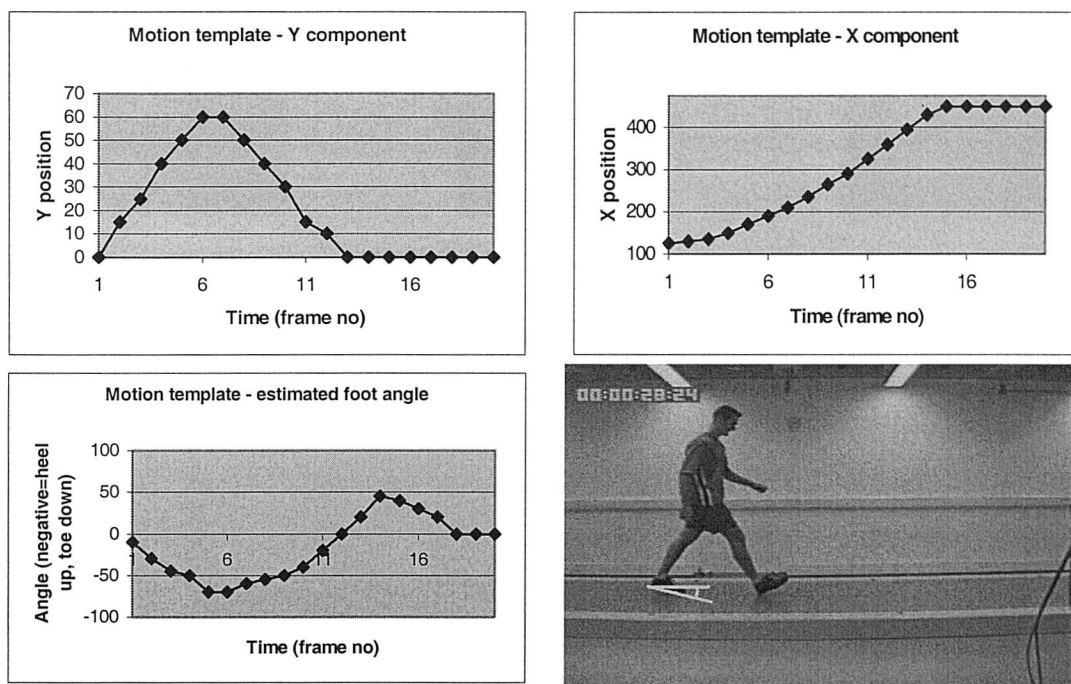 Motion template - Y component
70
60
50
40
30
20
10
0
1 6 11 16
Y position
Time (frame no)
Motion template - X component
400
300
200
100
1 6 11 16
X position
Time (frame no)
Motion template - estimated foot angle
100
50
0
-50
-100
6 11 16
Angle (negative=heel
up, toe down)
Time (frame no)
00:00:28:24